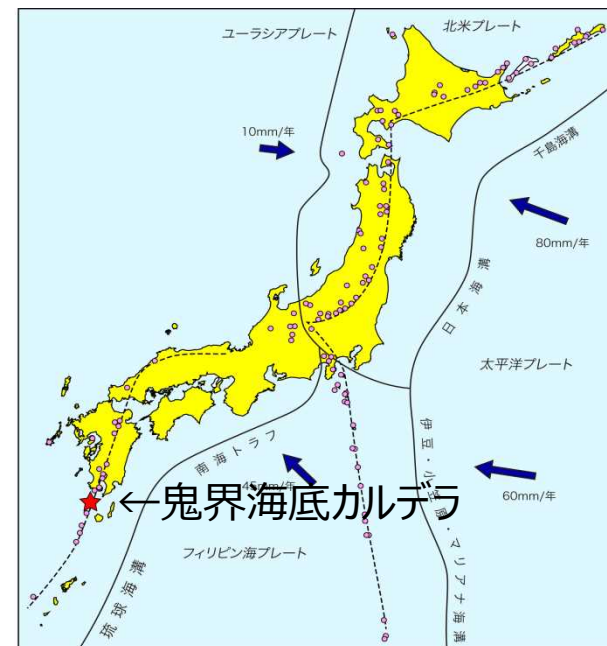 ユーラシアプレート
北米プレート
10mm/年
千島海溝
80mm/年
日本海溝
太平洋プレート
南海トラフ
45mm/年
←鬼界海底カルデラ
60mm/年
伊豆・小笠原・マリアナ海溝
フィリピン海プレート
琉球海溝